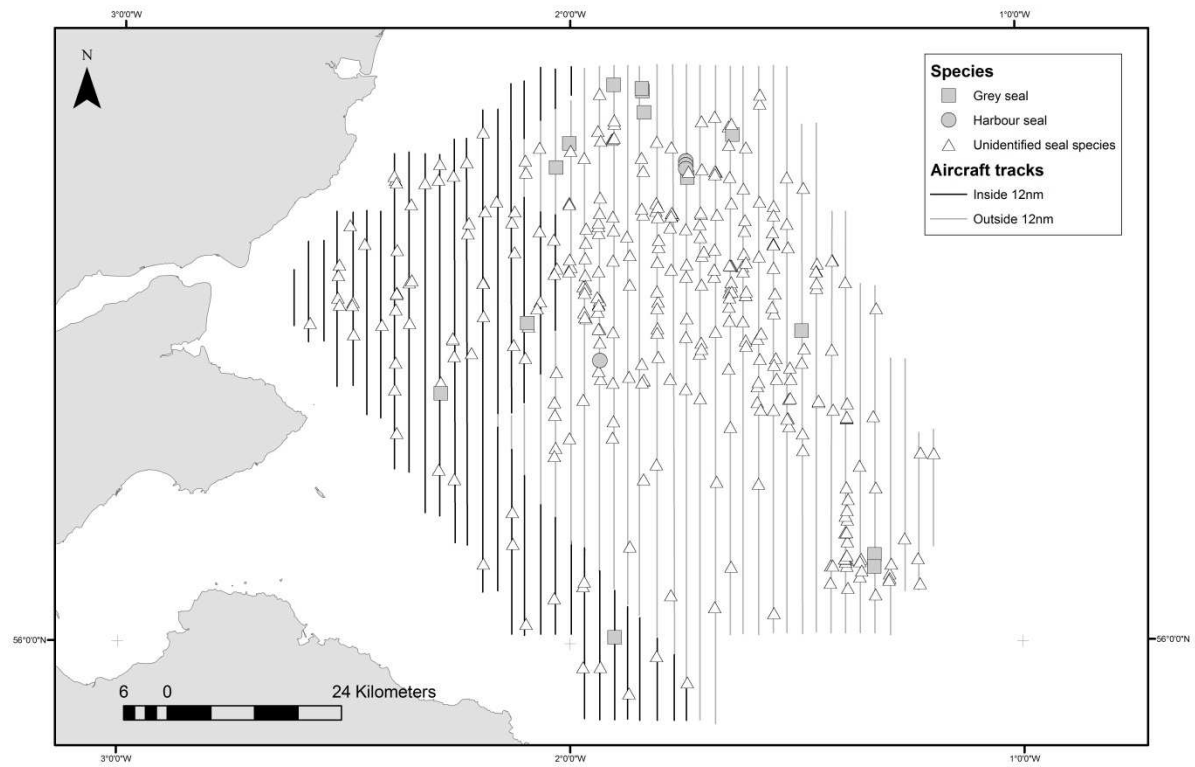 3°0'0"W 2°0'0"W 1°0'0"W
N
Species
Grey seal
Harbour seal
Unidentified seal species
Aircraft tracks
Inside 12nm
Outside 12nm
56°0'0"N 56°0'0"N
6 0 24 Kilometers
3°0'0"W 2°0'0"W 1°0'0"W